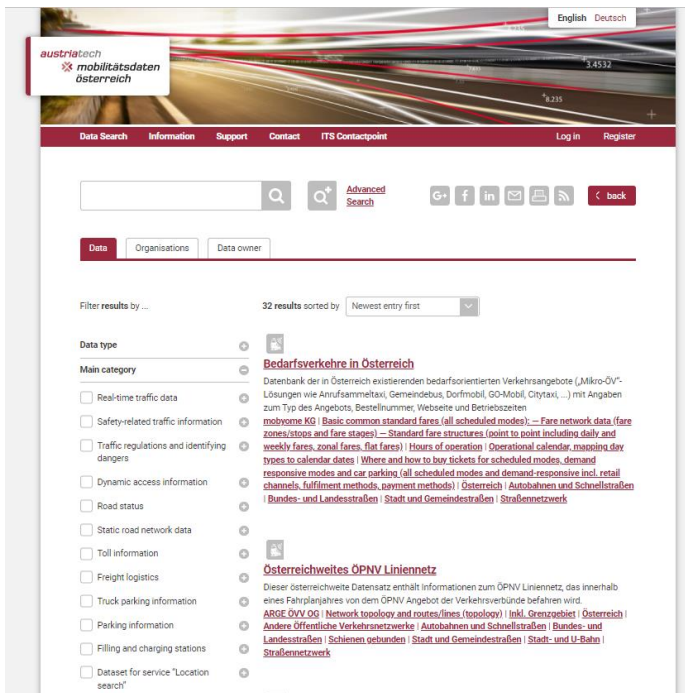 English Deutsch
austriatech
mobilitätsdaten
österreich
3.4532
8.235
Data Search Information Support Contact ITS Contactpoint Log in Register
Advanced
Search
G+ f in back
Data Organisations Data owner
Filter results by ...
32 results sorted by Newest entry first
Data type
Main category
Real-time traffic data
Safety-related traffic information
Traffic regulations and identifying
dangers
Dynamic access information
Road status
Static road network data
Toll information
Freight logistics
Truck parking information
Parking information
Filling and charging stations
Dataset for service "Location
search"
Bedarfsverkehre in Österreich
Datenbank der in Österreich existierenden bedarfsorientierten Verkehrsangebote („Mikro-ÖV“-
Lösungen wie Anrufsammeltaxi, Gemeindebus, Dorfmobil, GO-Mobil, Citytaxi, ...) mit Angaben
zum Typ des Angebots, Bestellnummer, Webseite und Betriebszeiten
mobyome KG | Basic common standard fares (all scheduled modes): — Fare network data (fare
zones/stops and fare stages) — Standard fare structures (point to point including daily and
weekly fares, zonal fares, flat fares) | Hours of operation | Operational calendar, mapping day
types to calendar dates | Where and how to buy tickets for scheduled modes, demand
responsive modes and car parking (all scheduled modes and demand-responsive incl. retail
channels, fulfilment methods, payment methods) | Österreich | Autobahnen und Schnellstraßen
| Bundes- und Landesstraßen | Stadt und Gemeindestraßen | Straßennetzwerk
Österreichweites ÖPNV Liniennetz
Dieser österreichweite Datensatz enthält Informationen zum ÖPNV Liniennetz, das innerhalb
eines Fahrplanjahres von dem ÖPNV Angebot der Verkehrsverbünde befahren wird.
ARGE ÖVV OG | Network topology and routes/lines (topology) | Inkl. Grenzgebiet | Österreich |
Andere Öffentliche Verkehrsnetzwerke | Autobahnen und Schnellstraßen | Bundes- und
Landesstraßen | Schienen gebunden | Stadt und Gemeindestraßen | Stadt- und U-Bahn |
Straßennetzwerk